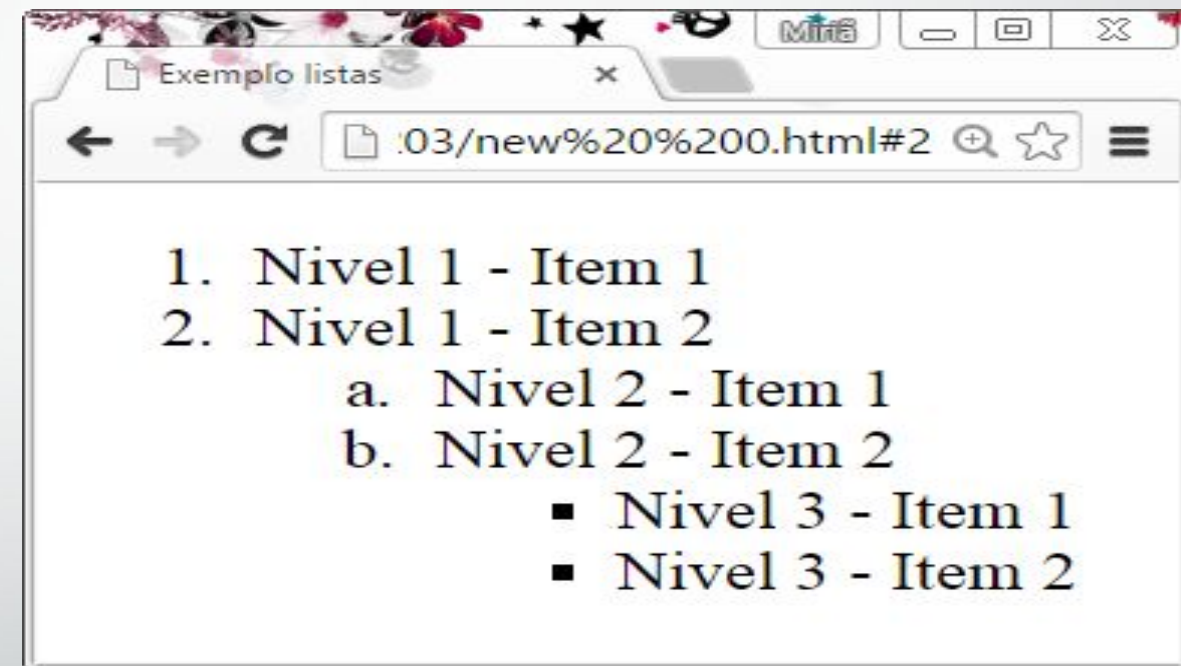 Miriã
Exemplo listas
:03/new%20%200.html#2
1. Nivel 1 - Item 1
2. Nivel 1 - Item 2
a. Nivel 2 - Item 1
b. Nivel 2 - Item 2
▪ Nivel 3 - Item 1
▪ Nivel 3 - Item 2